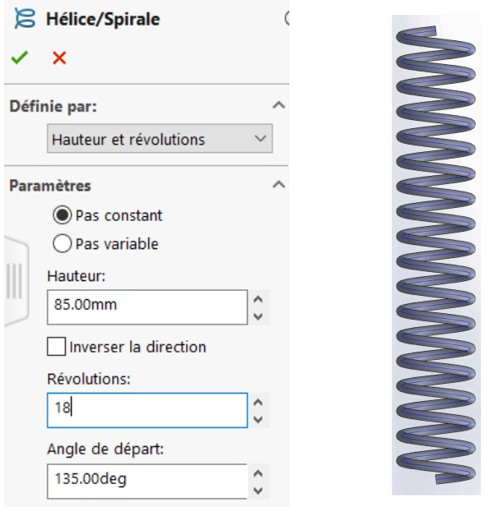 Hélice/Spirale
Définie par:
Hauteur et révolutions
Paramètres
Pas constant
Pas variable
Hauteur:
85.00mm
Inverser la direction
Révolutions:
18
Angle de départ:
135.00deg